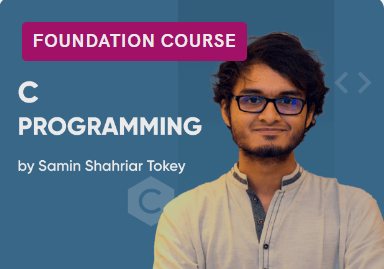 FOUNDATION COURSE
C
PROGRAMMING
by Samin Shahriar Tokey
C